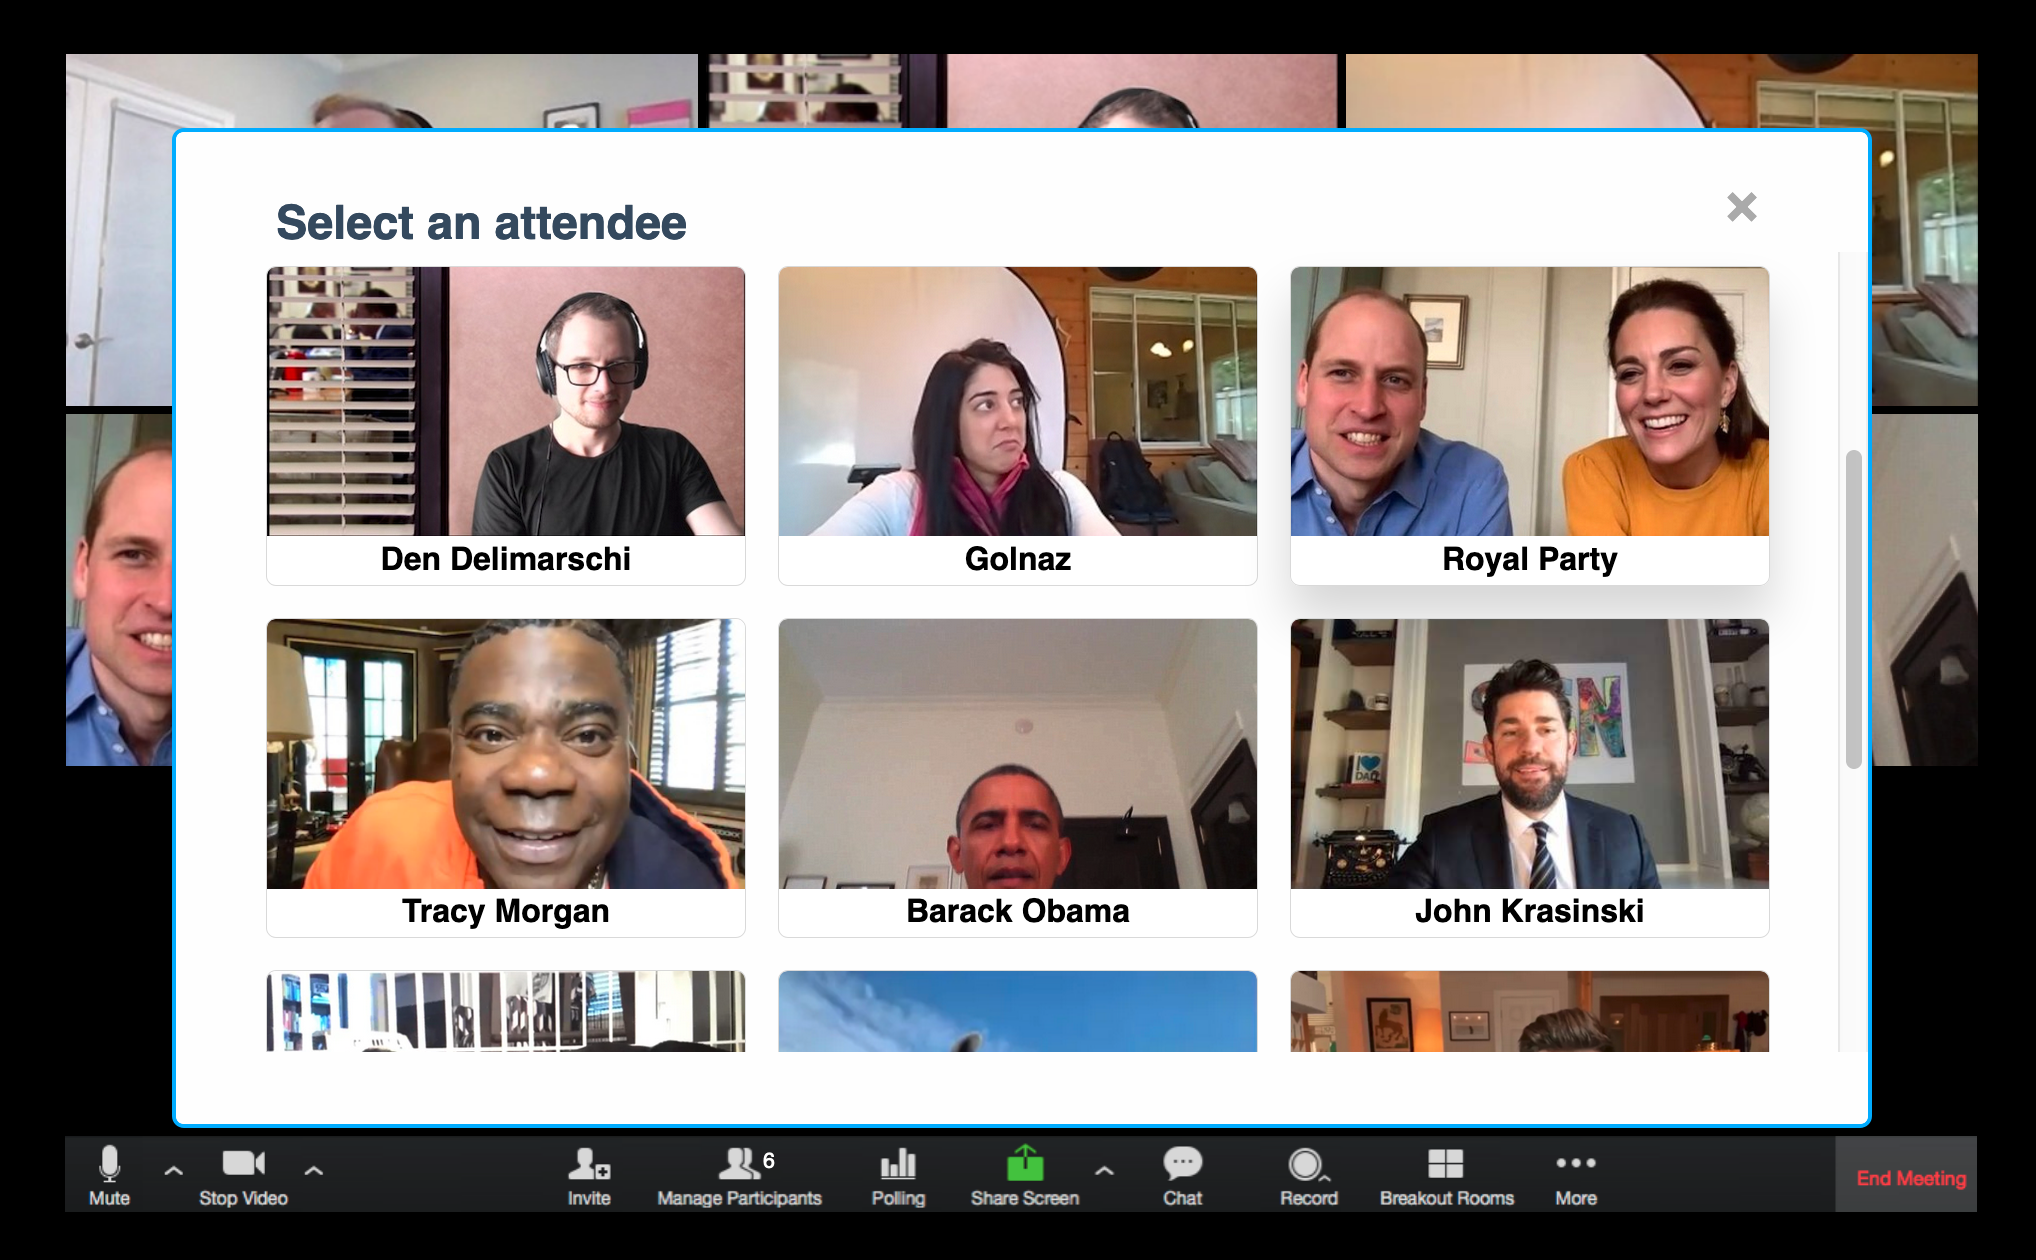 Select an attendee
×
Den Delimarschi
Golnaz
Royal Party
I
DAD
Tracy Morgan
Barack Obama
John Krasinski
6
Mute
Stop Video
Invite
Manage Participants
Polling
Share Screen
Chat
Record
Breakout Rooms
More
End Meeting